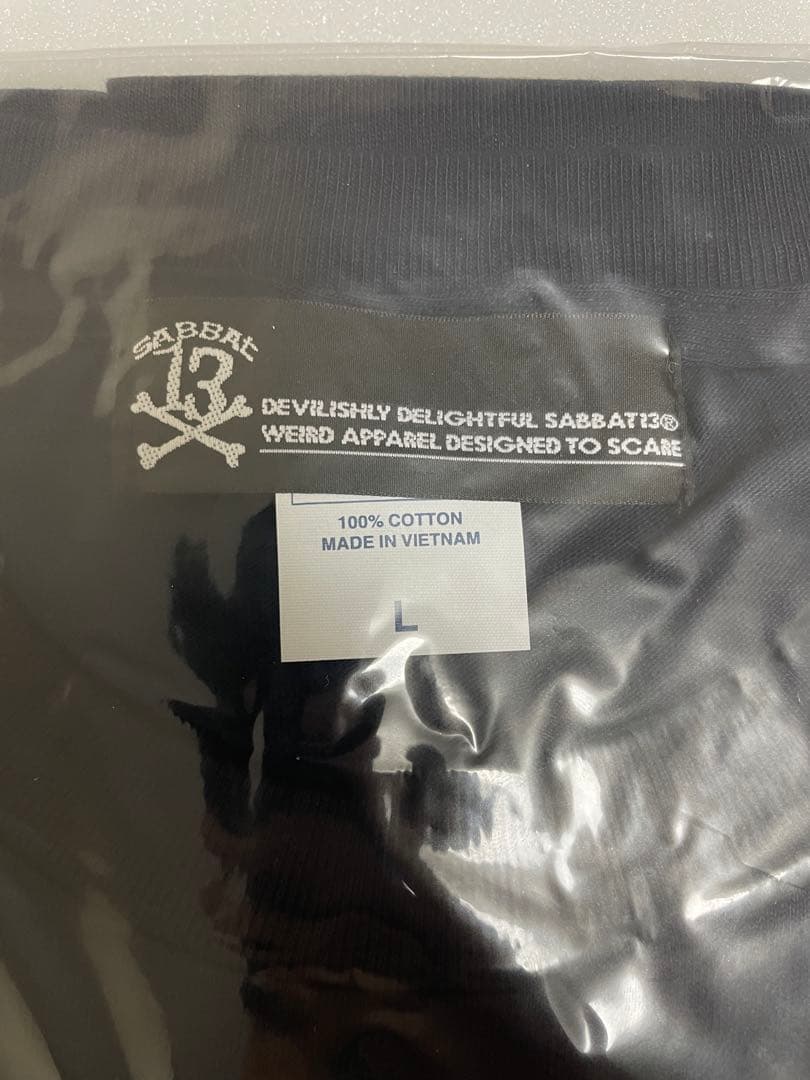 SABBAt
13
DEVILISHLY DELIGHTFUL SABBAT13®
WEIRD APPAREL DESIGNED TO SCARE
100% COTTON
MADE IN VIETNAM
L